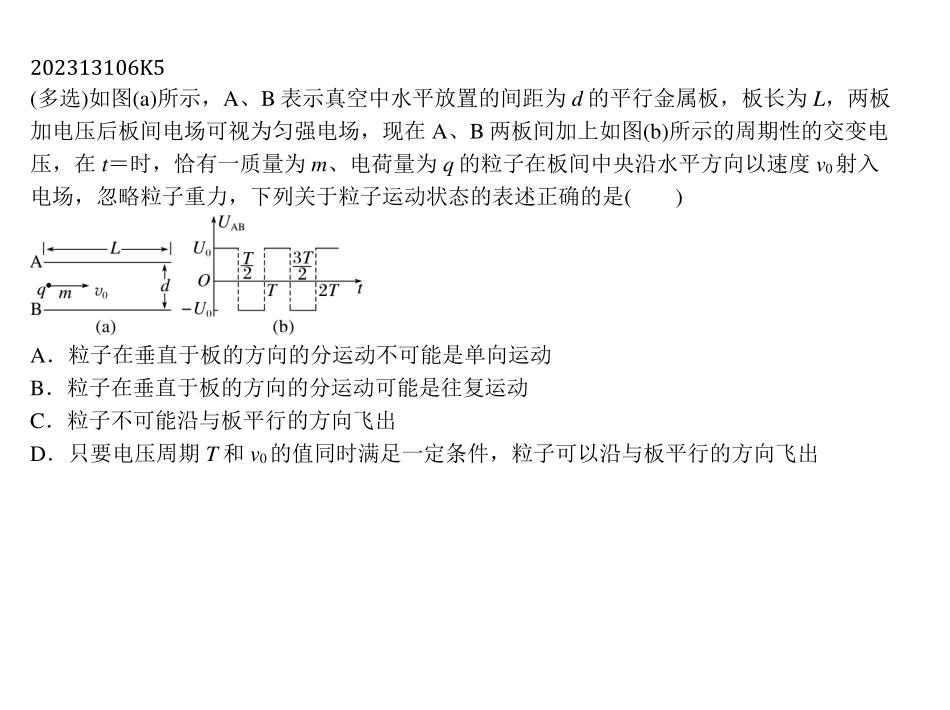 202313106K5
(多选)如图(a)所示，A、B 表示真空中水平放置的间距为 d 的平行金属板，板长为 L，两板
加电压后板间电场可视为匀强电场，现在 A、B 两板间加上如图(b)所示的周期性的交变电
压，在 t＝时，恰有一质量为 m、电荷量为 q 的粒子在板间中央沿水平方向以速度 v0射入
电场，忽略粒子重力，下列关于粒子运动状态的表述正确的是(　　)
L
A
q m v0
d
B
(a)
UAB
U0
T/2
3T/2
O
T
2T
t
－U0
(b)
A．粒子在垂直于板的方向的分运动不可能是单向运动
B．粒子在垂直于板的方向的分运动可能是往复运动
C．粒子不可能沿与板平行的方向飞出
D．只要电压周期 T 和 v0的值同时满足一定条件，粒子可以沿与板平行的方向飞出